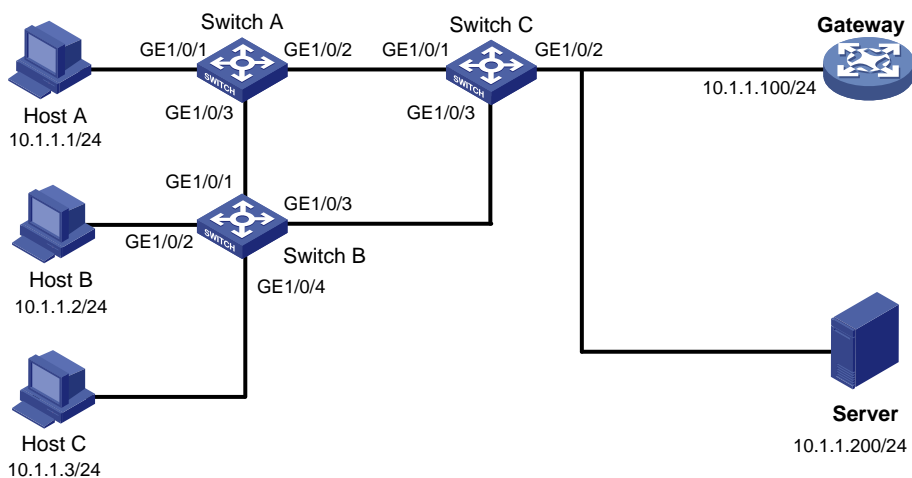 Switch A
Switch C
Gateway
GE1/0/1
GE1/0/2
GE1/0/1
GE1/0/2
SWITCH
SWITCH
10.1.1.100/24
Host A
GE1/0/3
GE1/0/3
10.1.1.1/24
GE1/0/1
GE1/0/3
SWITCH
GE1/0/2
Switch B
Host B
GE1/0/4
10.1.1.2/24
Server
Host C
10.1.1.200/24
10.1.1.3/24